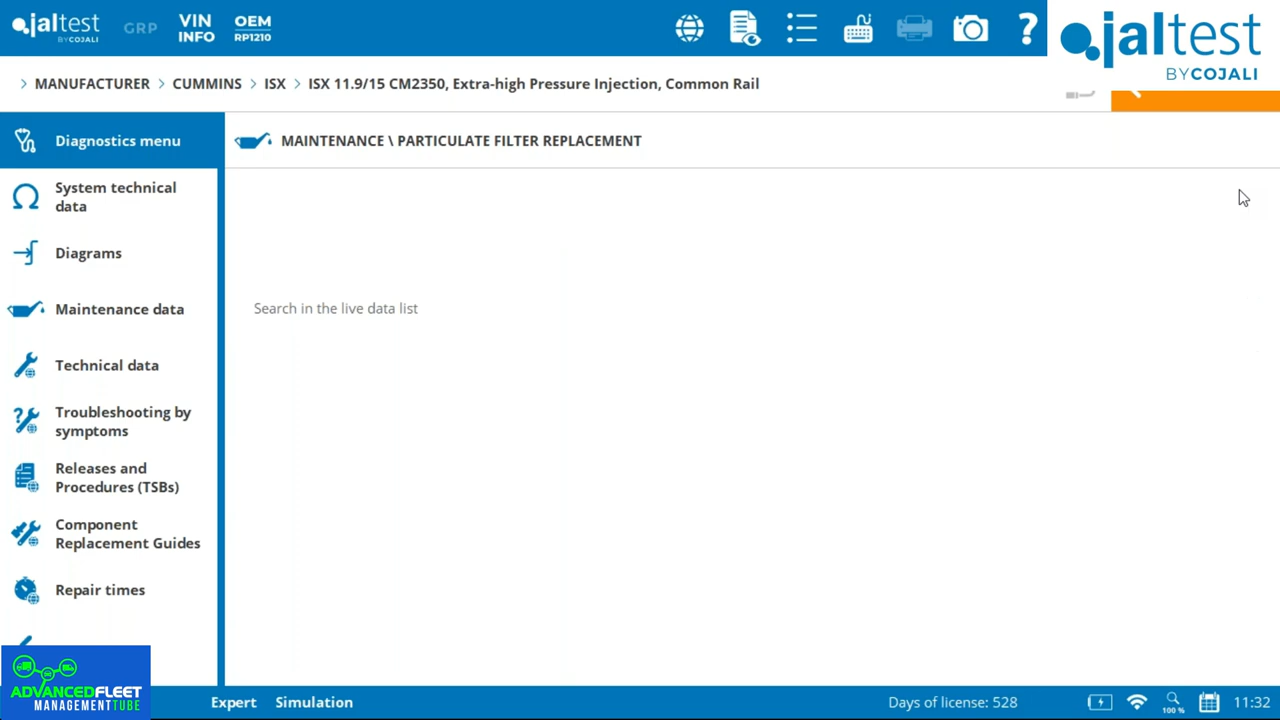 jaltest
BY COJALI
GRP
VIN
INFO
OEM
RP1210
?
jaltest
BYCOJALI
MANUFACTURER > CUMMINS > ISX > ISX 11.9/15 CM2350, Extra-high Pressure Injection, Common Rail
Diagnostics menu
MAINTENANCE \ PARTICULATE FILTER REPLACEMENT
System technical
data
Diagrams
Search in the live data list
Maintenance data
Technical data
Troubleshooting by
symptoms
Releases and
Procedures (TSBs)
Component
Replacement Guides
Repair times
ADVANCEDFLEET
MANAGEMENTTUBE
Expert
Simulation
Days of license: 528
100 %
11:32